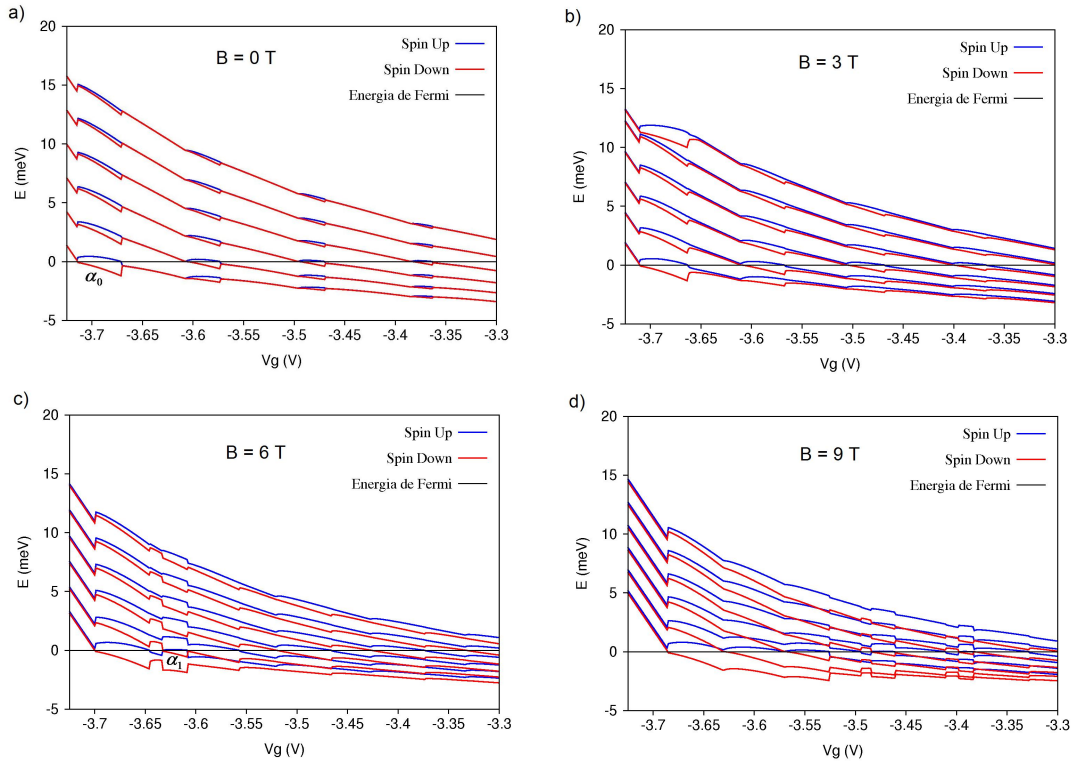 a)
B = 0 T
Spin Up
Spin Down
Energia de Fermi
E (meV)
20
15
10
5
0
-5
α0
-3.7 -3.65 -3.6 -3.55 -3.5 -3.45 -3.4 -3.35 -3.3
Vg (V)
b)
B = 3 T
Spin Up
Spin Down
Energia de Fermi
E (meV)
20
15
10
5
0
-5
-3.7 -3.65 -3.6 -3.55 -3.5 -3.45 -3.4 -3.35 -3.3
Vg (V)
c)
B = 6 T
Spin Up
Spin Down
Energia de Fermi
E (meV)
20
15
10
5
0
-5
α1
-3.7 -3.65 -3.6 -3.55 -3.5 -3.45 -3.4 -3.35 -3.3
Vg (V)
d)
B = 9 T
Spin Up
Spin Down
Energia de Fermi
E (meV)
20
15
10
5
0
-5
-3.7 -3.65 -3.6 -3.55 -3.5 -3.45 -3.4 -3.35 -3.3
Vg (V)